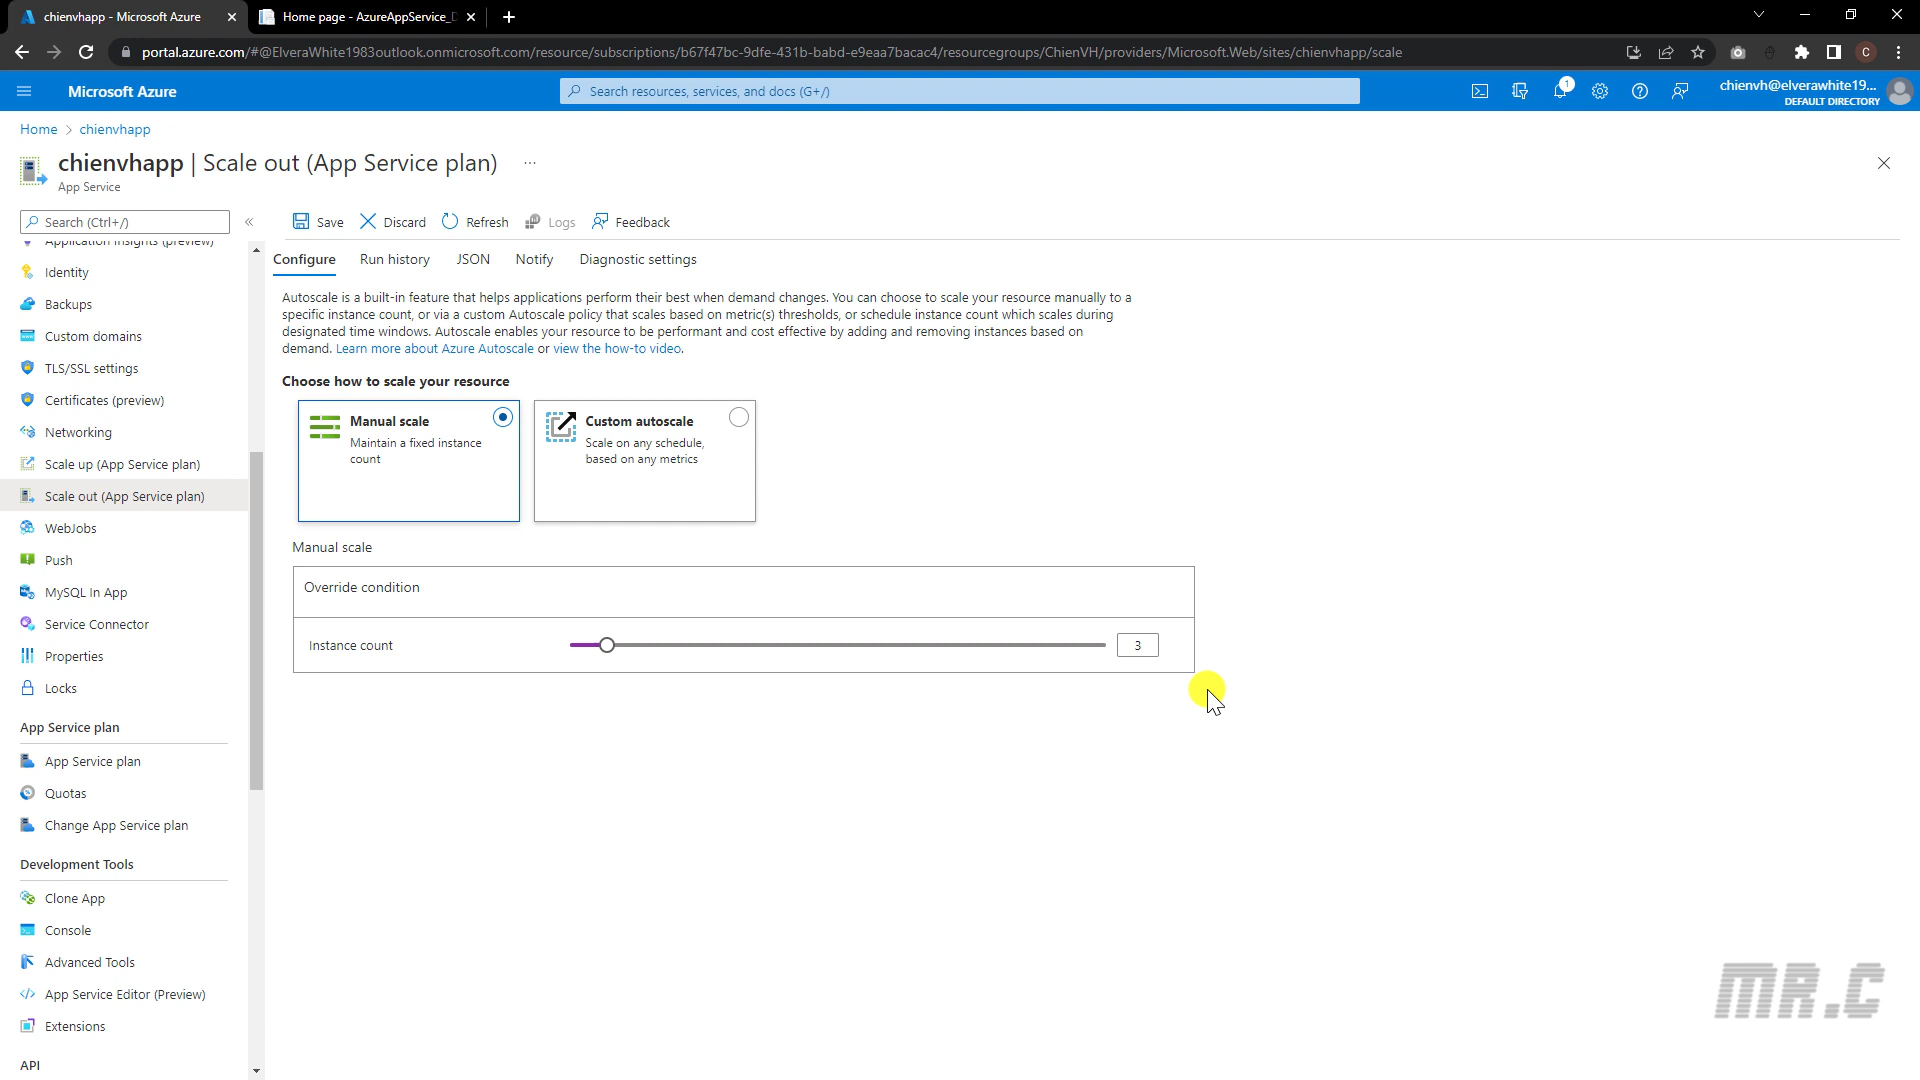 chienvhapp - Microsoft Azure
Home page - AzureAppService_D
portal.azure.com/#@ElveraWhite1983outlook.onmicrosoft.com/resource/subscriptions/b67f47bc-9dfe-431b-babd-e9eaa7bacac4/resourcegroups/ChienVH/providers/Microsoft.Web/sites/chienvhapp/scale
C
Microsoft Azure
Search resources, services, and docs (G+/)
1
chienvh@elverawhite19...
DEFAULT DIRECTORY
Home > chienvhapp
chienvhapp | Scale out (App Service plan) ...
App Service
Search (Ctrl+/)
«
Save
Discard
Refresh
Logs
Feedback
Application Insights (preview)
Identity
Backups
Custom domains
TLS/SSL settings
Certificates (preview)
Networking
Scale up (App Service plan)
Scale out (App Service plan)
WebJobs
Push
MySQL In App
Service Connector
Properties
Locks
App Service plan
App Service plan
Quotas
Change App Service plan
Development Tools
Clone App
Console
Advanced Tools
App Service Editor (Preview)
Extensions
API
Configure
Run history
JSON
Notify
Diagnostic settings
Autoscale is a built-in feature that helps applications perform their best when demand changes. You can choose to scale your resource manually to a
specific instance count, or via a custom Autoscale policy that scales based on metric(s) thresholds, or schedule instance count which scales during
designated time windows. Autoscale enables your resource to be performant and cost effective by adding and removing instances based on
demand. Learn more about Azure Autoscale or view the how-to video.
Choose how to scale your resource
Manual scale
Maintain a fixed instance
count
Custom autoscale
Scale on any schedule,
based on any metrics
Manual scale
Override condition
Instance count
3
MR.C